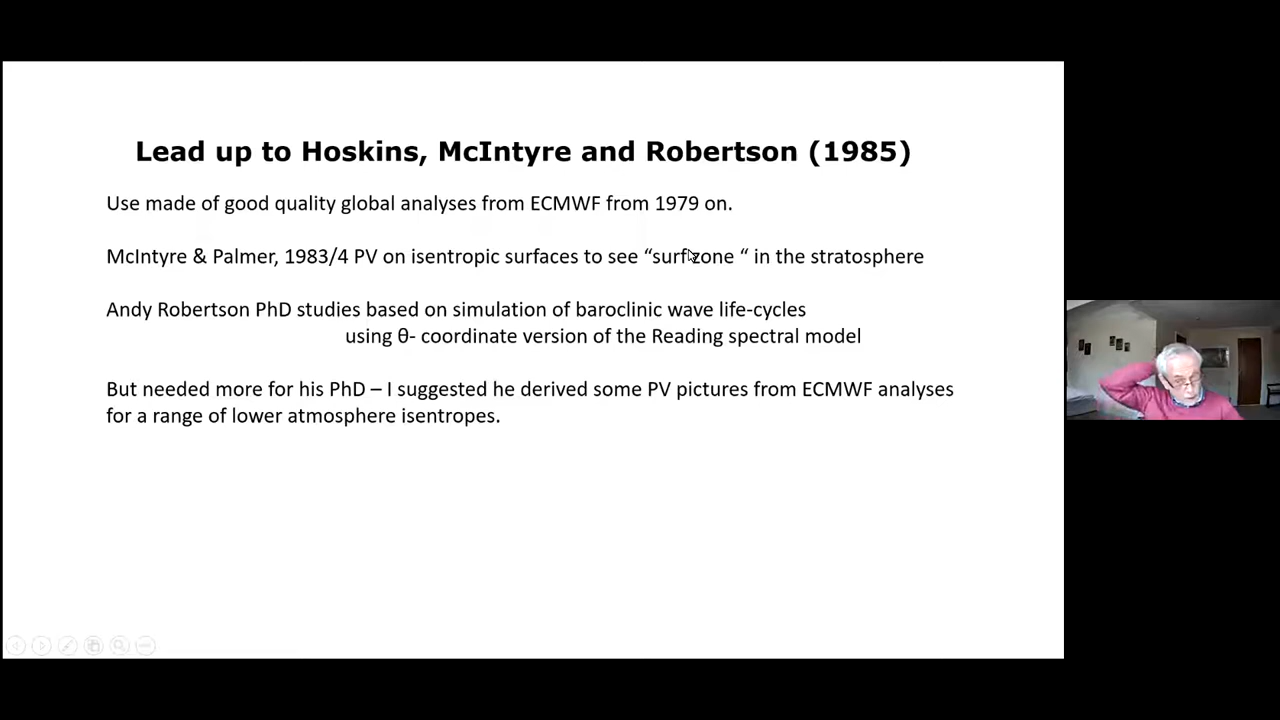 Lead up to Hoskins, McIntyre and Robertson (1985)
Use made of good quality global analyses from ECMWF from 1979 on.
McIntyre & Palmer, 1983/4 PV on isentropic surfaces to see “surf zone “ in the stratosphere
Andy Robertson PhD studies based on simulation of baroclinic wave life-cycles
using θ- coordinate version of the Reading spectral model
But needed more for his PhD – I suggested he derived some PV pictures from ECMWF analyses
for a range of lower atmosphere isentropes.